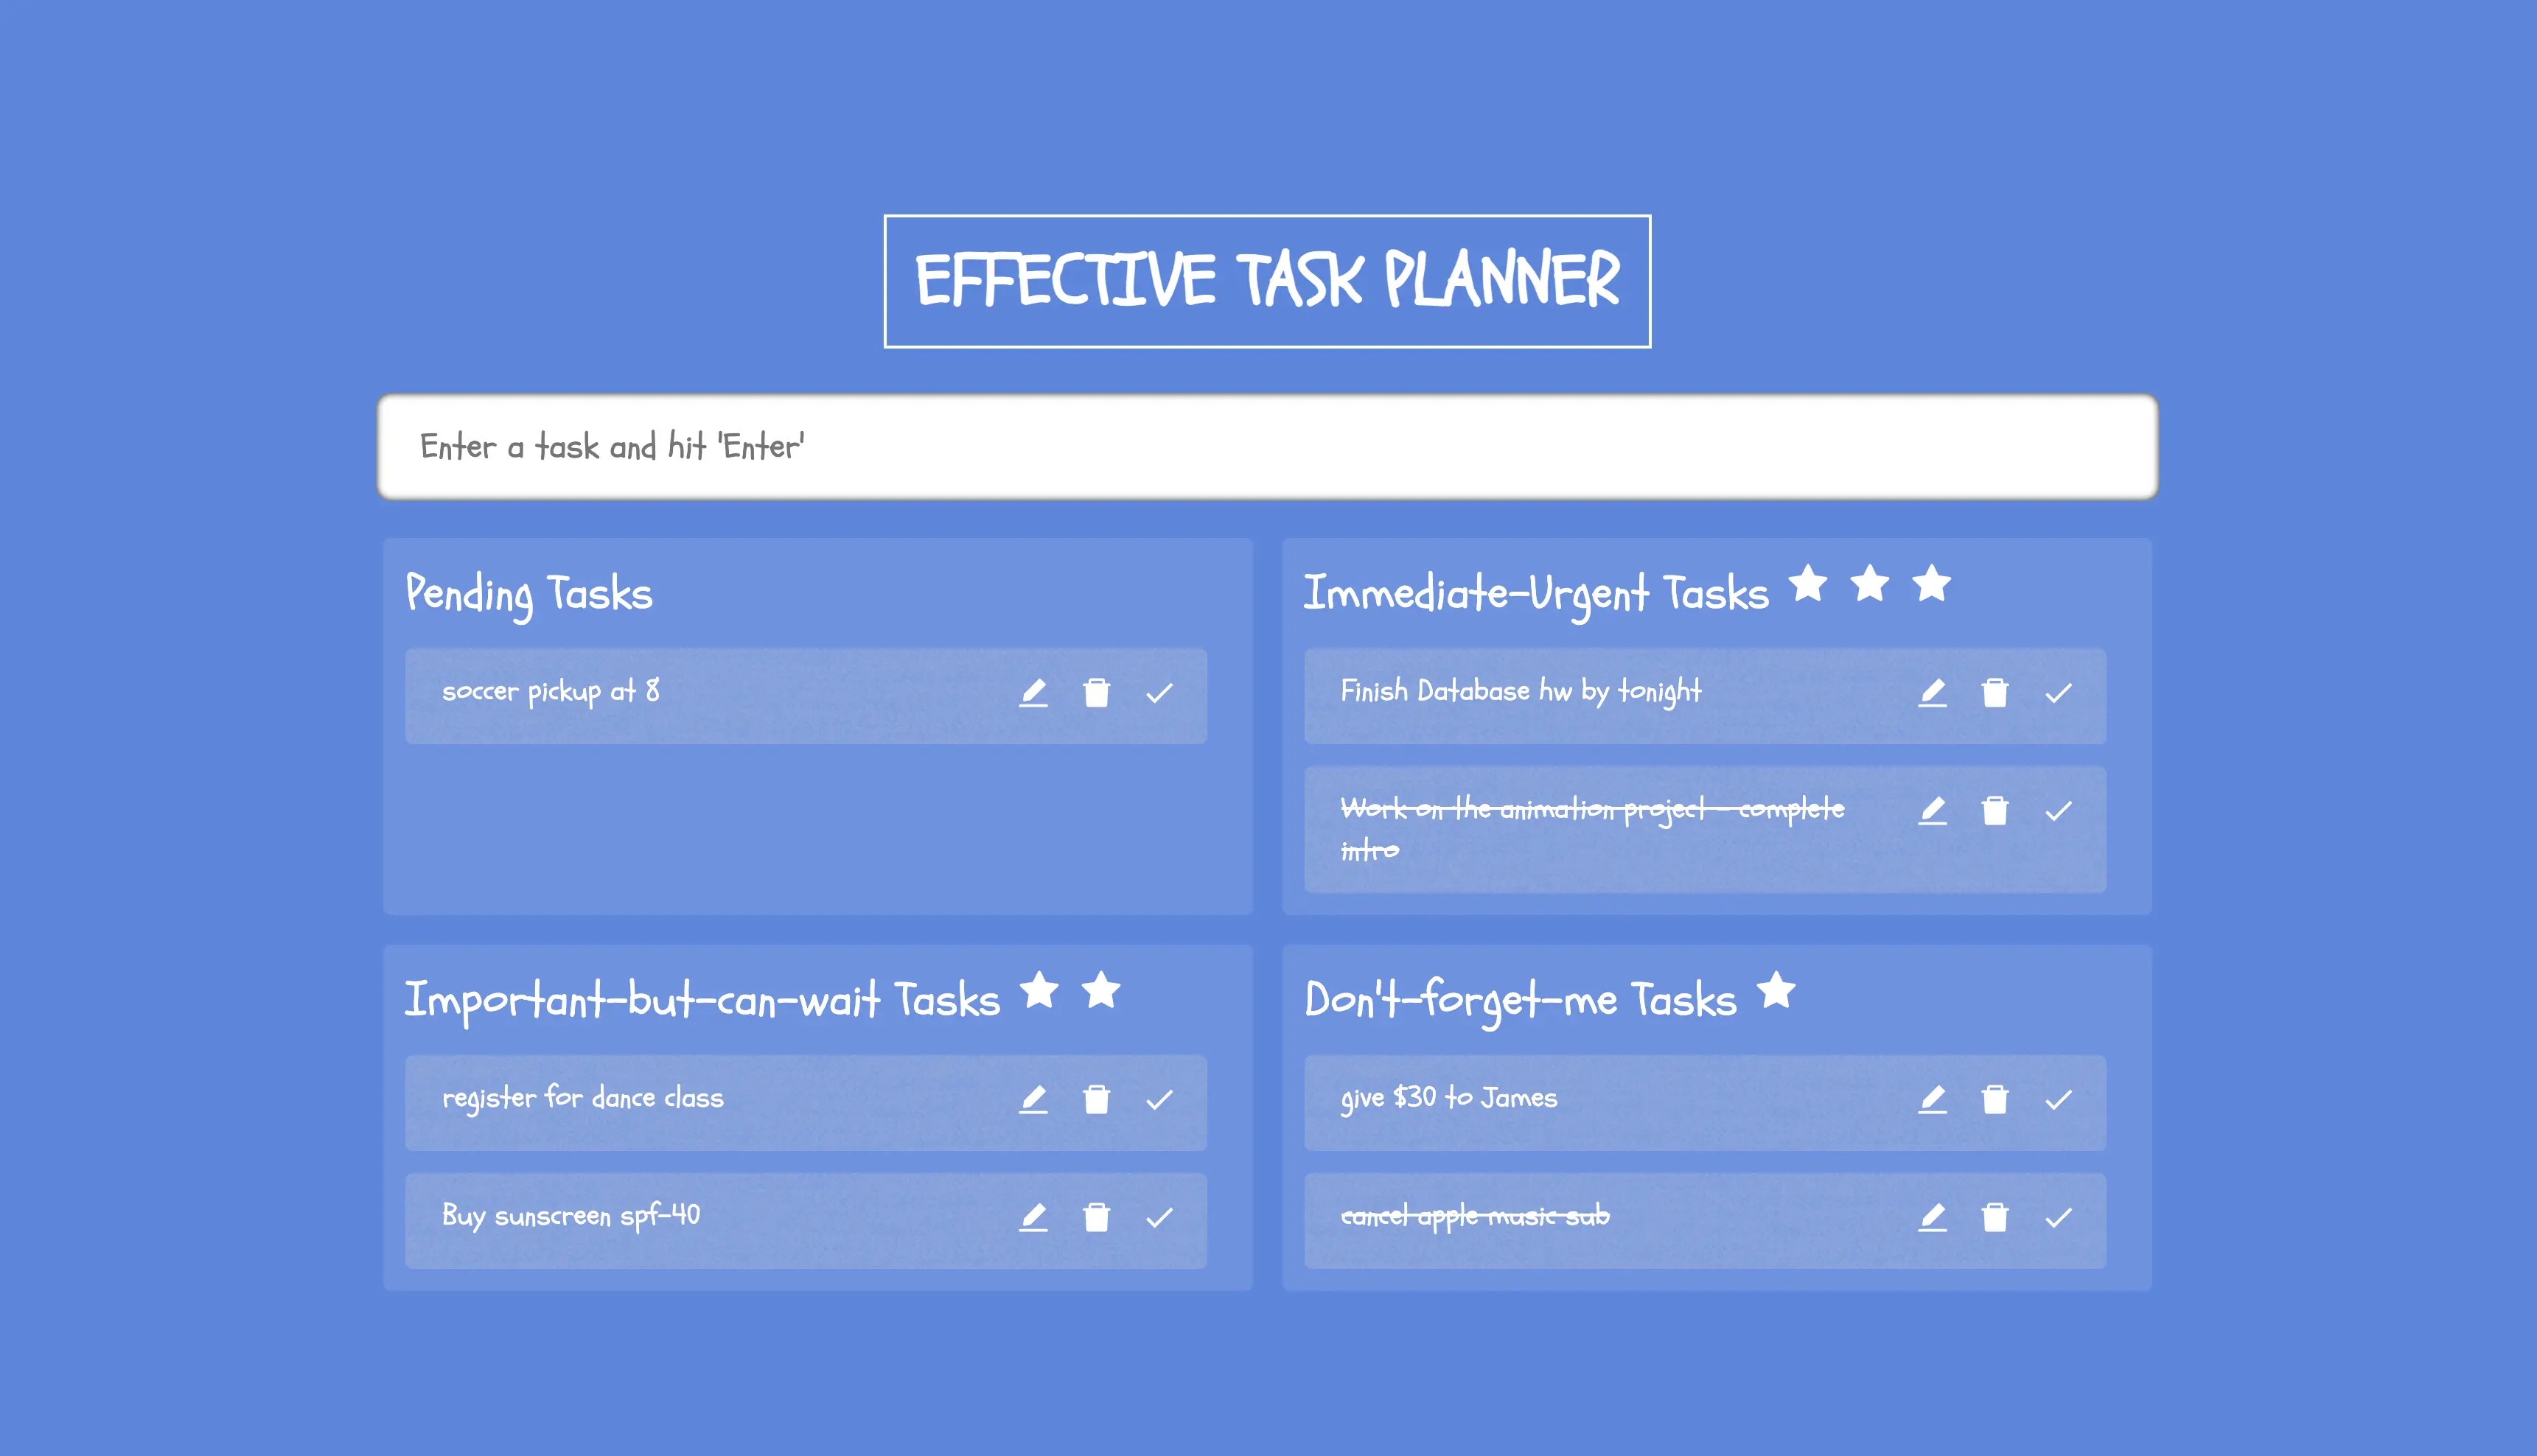 EFFECTIVE TASK PLANNER
Enter a task and hit 'Enter'
Pending Tasks
soccer pickup at 8
Immediate-Urgent Tasks
Finish Database hw by tonight
Work on the animation project - complete
intro
Important-but-can-wait Tasks
register for dance class
Buy sunscreen spf-40
Don't-forget-me Tasks
give $30 to James
cancel apple music sub